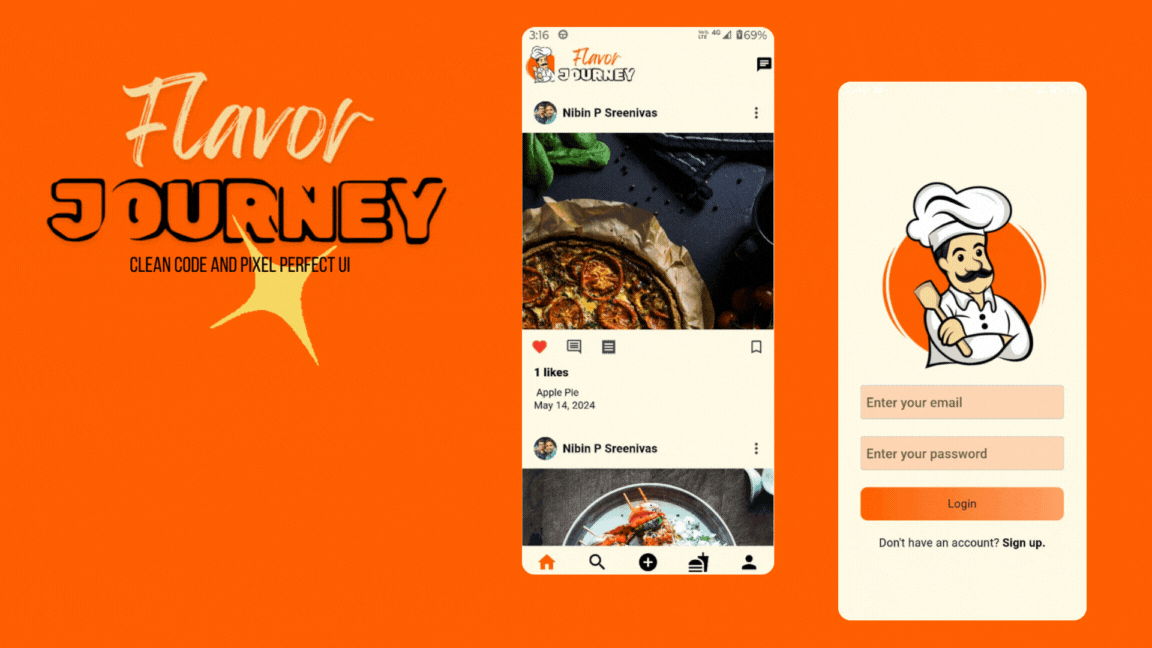 Flavor
JOURNEY
CLEAN CODE AND PIXEL PERFECT UI
3:16
4G
69%
Flavor
JOURNEY
Nibin P Sreenivas
1 likes
Apple Pie
May 14, 2024
Nibin P Sreenivas
Enter your email
Enter your password
Login
Don't have an account? Sign up.